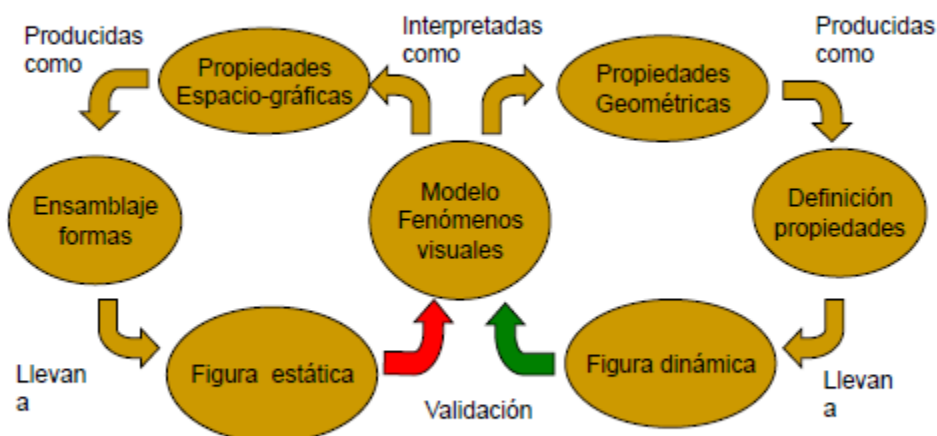 Producidas
como
Propiedades
Espacio-gráficas
Interpretadas
como
Propiedades
Geométricas
Producidas
como
Ensamblaje
formas
Modelo
Fenómenos
visuales
Definición
propiedades
Llevan
a
Figura estática
Validación
Figura dinámica
Llevan
a